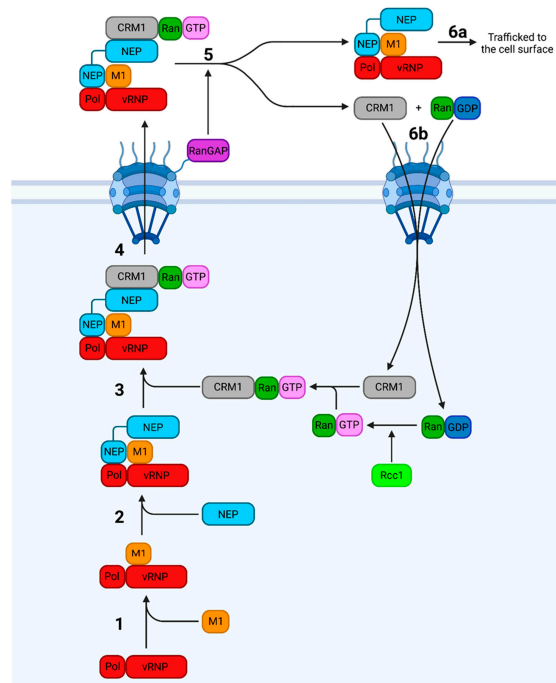 CRM1 Ran GTP
NEP
NEP M1
Pol vRNP
5
RanGAP
NEP
NEP M1
Pol vRNP
6a
Trafficked to
the cell surface
CRM1 + Ran GDP
6b
4
CRM1 Ran GTP
NEP
NEP M1
Pol vRNP
3
CRM1 Ran GTP
CRM1
Ran GTP
Ran GDP
Rcc1
NEP
NEP M1
Pol vRNP
2
NEP
M1
Pol vRNP
1
M1
Pol vRNP